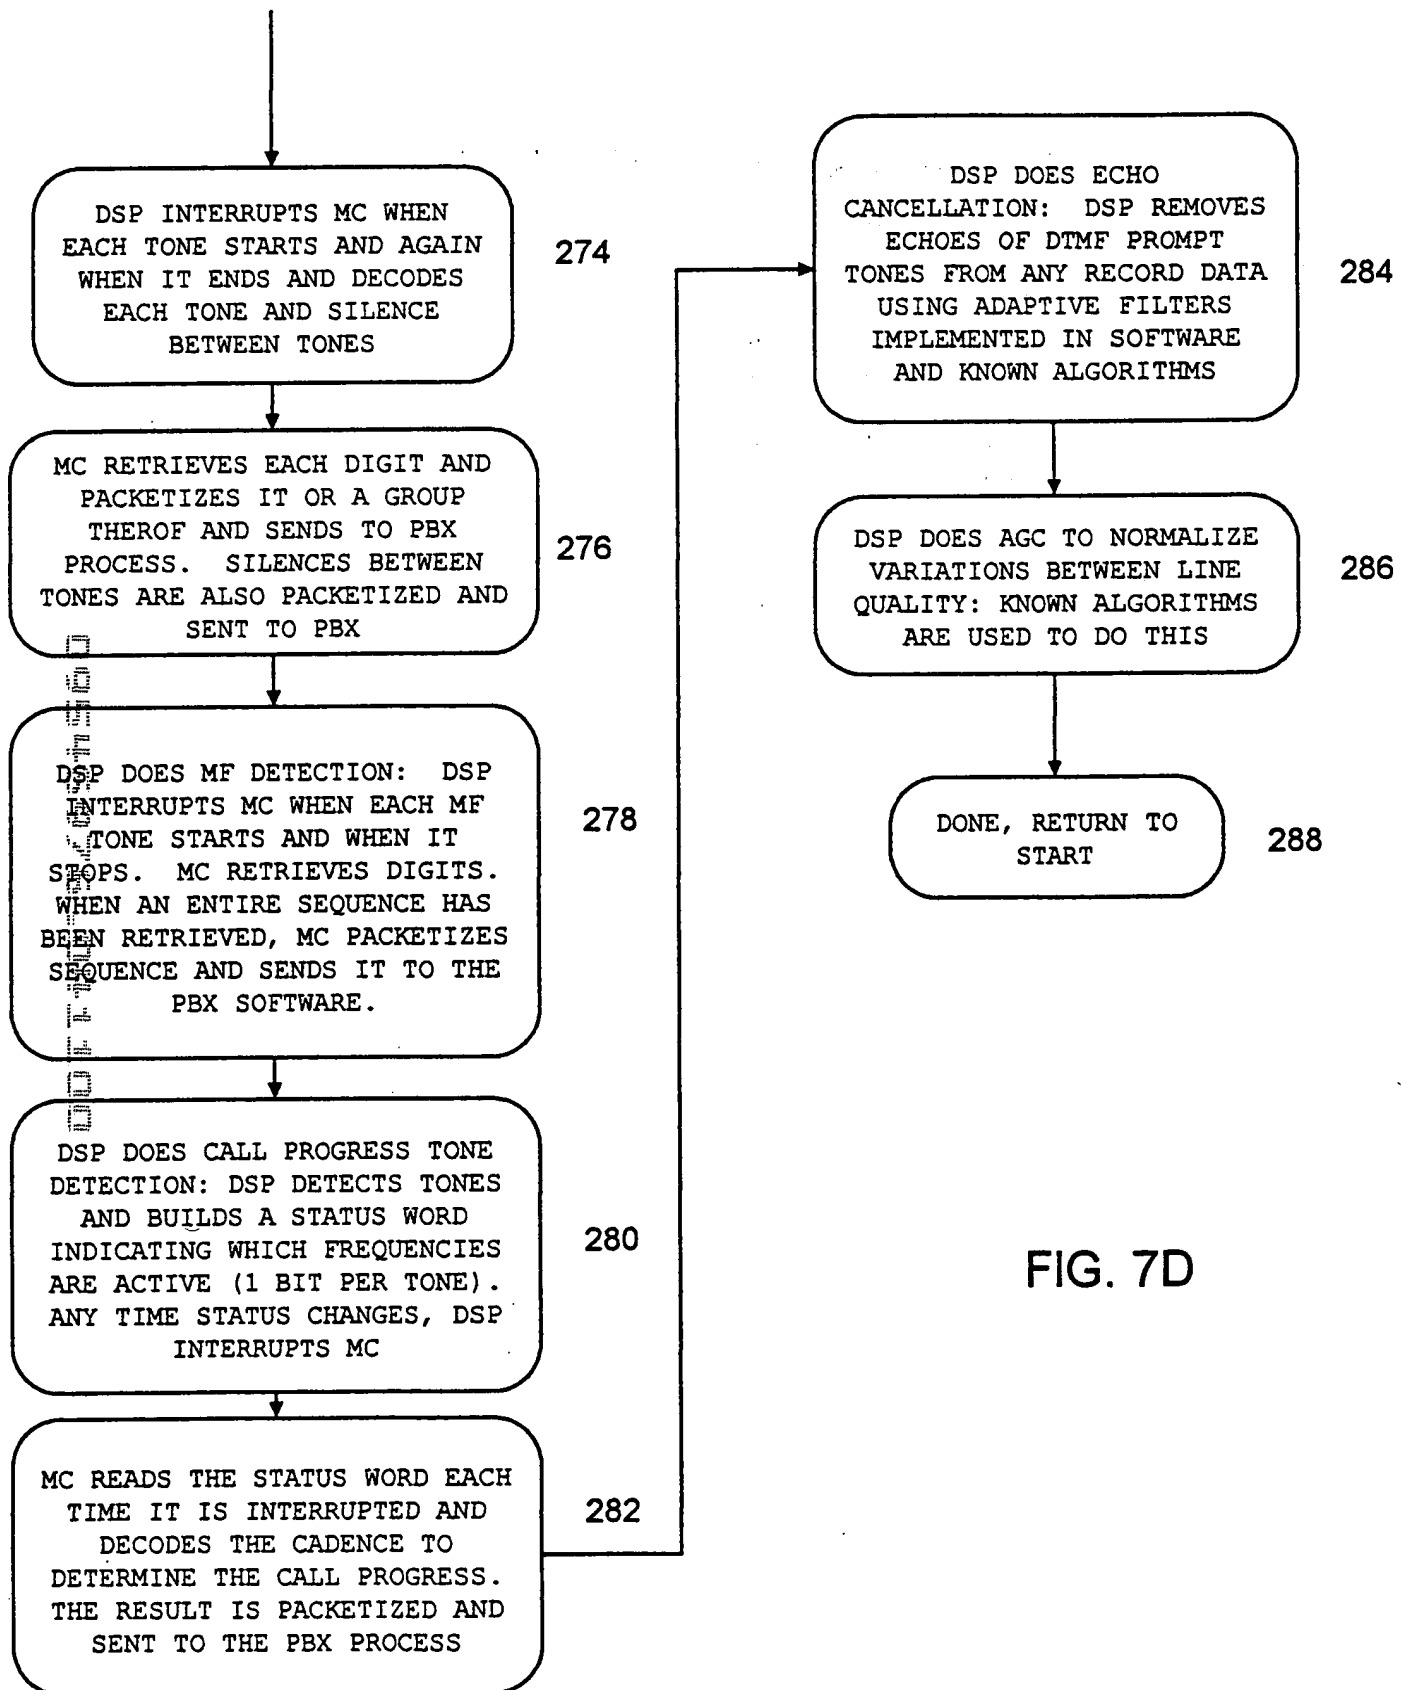 DSP INTERRUPTS MC WHEN
EACH TONE STARTS AND AGAIN
WHEN IT ENDS AND DECODES
EACH TONE AND SILENCE
BETWEEN TONES
274
MC RETRIEVES EACH DIGIT AND
PACKETIZES IT OR A GROUP
THEROF AND SENDS TO PBX
PROCESS. SILENCES BETWEEN
TONES ARE ALSO PACKETIZED AND
SENT TO PBX
276
DSP DOES MF DETECTION: DSP
INTERRUPTS MC WHEN EACH MF
TONE STARTS AND WHEN IT
STOPS. MC RETRIEVES DIGITS.
WHEN AN ENTIRE SEQUENCE HAS
BEEN RETRIEVED, MC PACKETIZES
SEQUENCE AND SENDS IT TO THE
PBX SOFTWARE.
278
DSP DOES CALL PROGRESS TONE
DETECTION: DSP DETECTS TONES
AND BUILDS A STATUS WORD
INDICATING WHICH FREQUENCIES
ARE ACTIVE (1 BIT PER TONE).
ANY TIME STATUS CHANGES, DSP
INTERRUPTS MC
280
MC READS THE STATUS WORD EACH
TIME IT IS INTERRUPTED AND
DECODES THE CADENCE TO
DETERMINE THE CALL PROGRESS.
THE RESULT IS PACKETIZED AND
SENT TO THE PBX PROCESS
282
DSP DOES ECHO
CANCELLATION: DSP REMOVES
ECHOES OF DTMF PROMPT
TONES FROM ANY RECORD DATA
USING ADAPTIVE FILTERS
IMPLEMENTED IN SOFTWARE
AND KNOWN ALGORITHMS
284
DSP DOES AGC TO NORMALIZE
VARIATIONS BETWEEN LINE
QUALITY: KNOWN ALGORITHMS
ARE USED TO DO THIS
286
DONE, RETURN TO
START
288
FIG. 7D